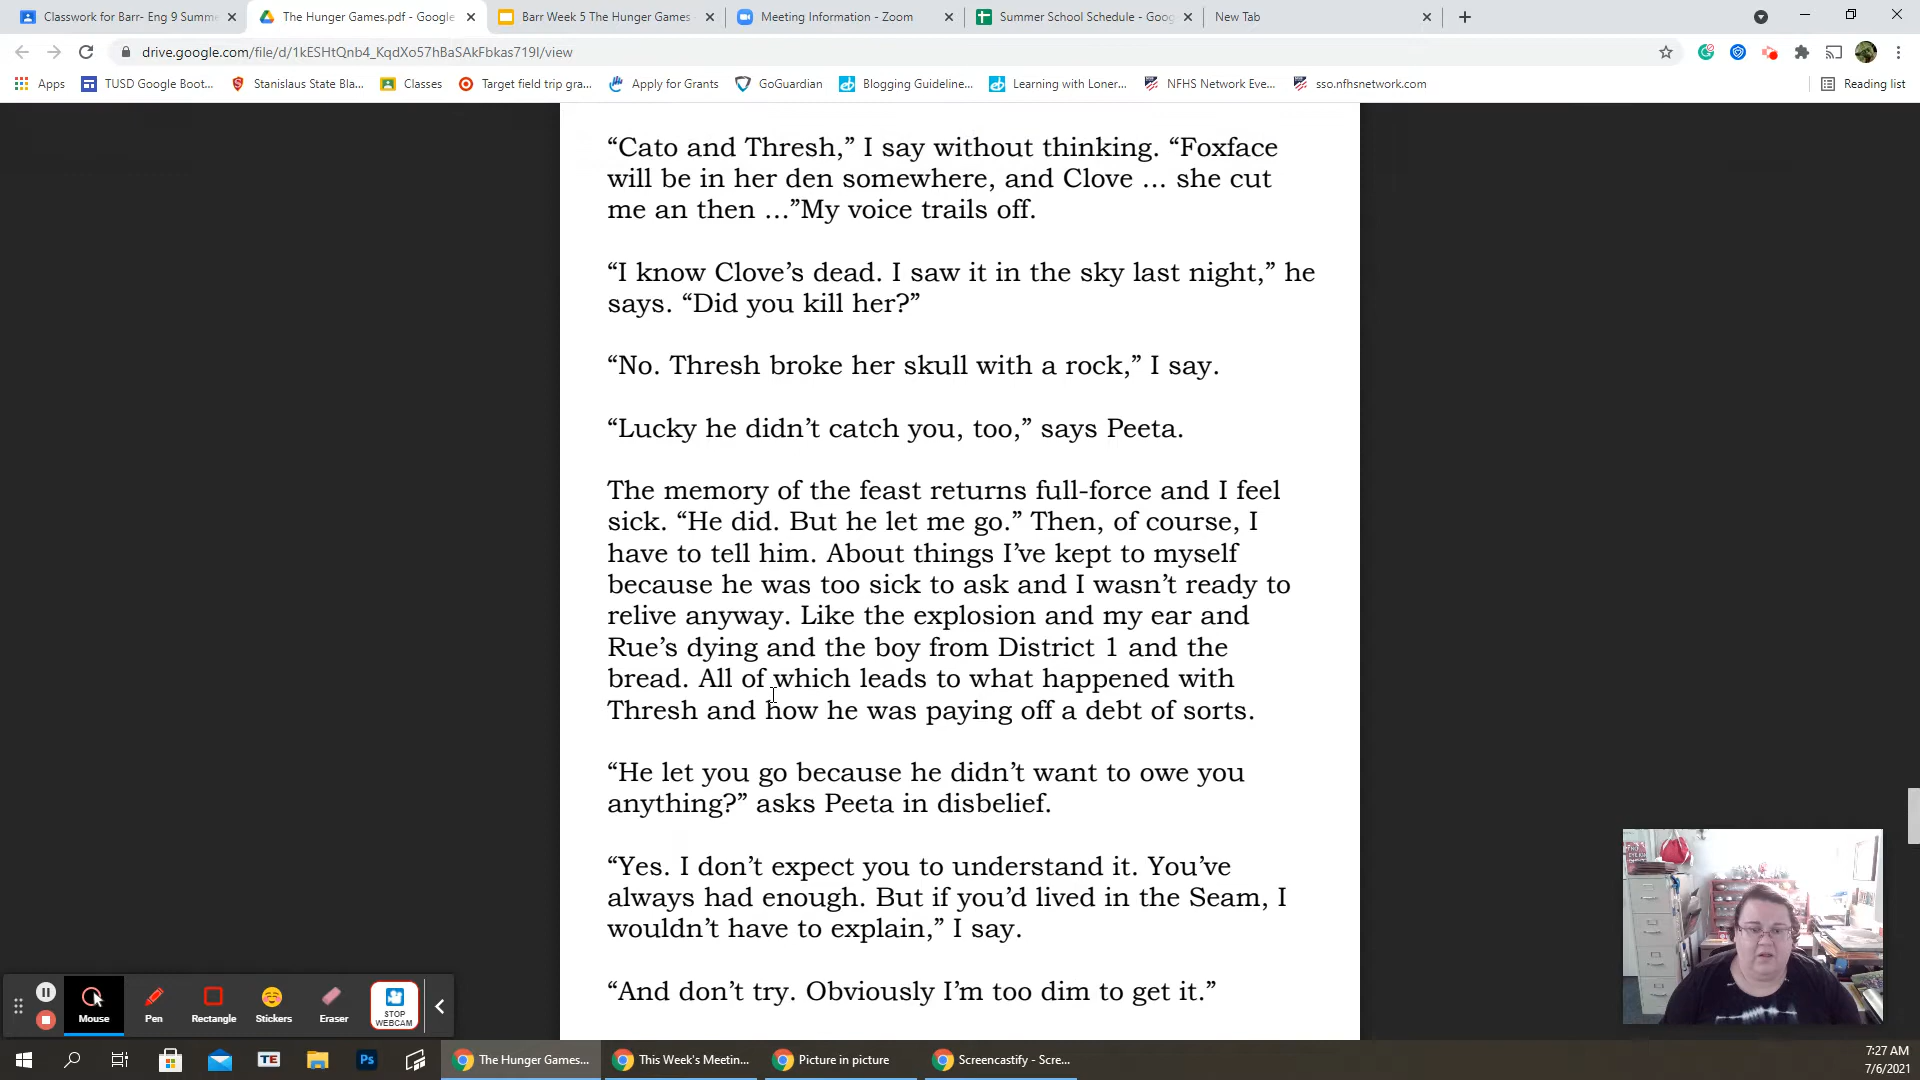 Classwork for Barr- Eng 9 Summe
The Hunger Games.pdf - Google
Barr Week 5 The Hunger Games
Meeting Information - Zoom
Summer School Schedule - Goog
New Tab
drive.google.com/file/d/1kESHtQnb4_KqdXo57hBaSAkFbkas719I/view
Apps
TUSD Google Boot...
Stanislaus State Bla...
Classes
Target field trip gra...
Apply for Grants
GoGuardian
Blogging Guideline...
Learning with Loner...
NFHS Network Eve...
sso.nfhsnetwork.com
Reading list
“Cato and Thresh,” I say without thinking. “Foxface
will be in her den somewhere, and Clove ... she cut
me an then ...”My voice trails off.
“I know Clove’s dead. I saw it in the sky last night,” he
says. “Did you kill her?”
“No. Thresh broke her skull with a rock,” I say.
“Lucky he didn’t catch you, too,” says Peeta.
The memory of the feast returns full-force and I feel
sick. “He did. But he let me go.” Then, of course, I
have to tell him. About things I’ve kept to myself
because he was too sick to ask and I wasn’t ready to
relive anyway. Like the explosion and my ear and
Rue’s dying and the boy from District 1 and the
bread. All of which leads to what happened with
Thresh and how he was paying off a debt of sorts.
“He let you go because he didn’t want to owe you
anything?” asks Peeta in disbelief.
“Yes. I don’t expect you to understand it. You’ve
always had enough. But if you’d lived in the Seam, I
wouldn’t have to explain,” I say.
“And don’t try. Obviously I’m too dim to get it.”
Mouse
Pen
Rectangle
Stickers
Eraser
STOP
WEBCAM
TE
Ps
The Hunger Games...
This Week's Meetin...
Picture in picture
Screencastify - Scre...
7:27 AM
7/6/2021